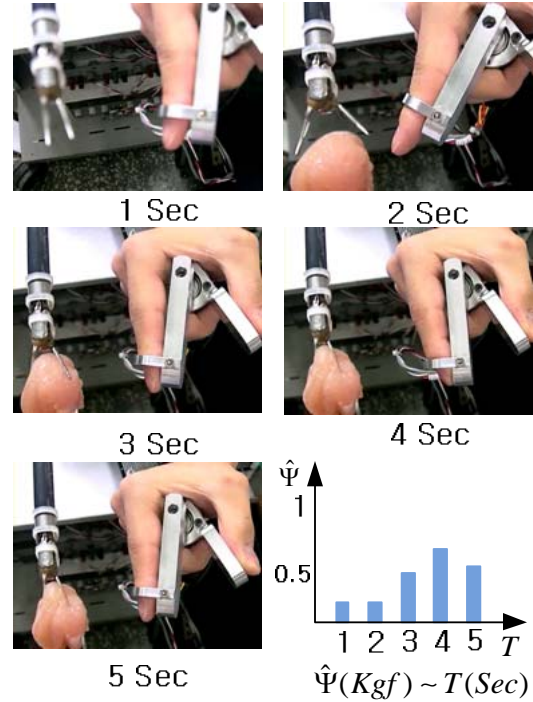 1 Sec
2 Sec
3 Sec
4 Sec
5 Sec
Ψ̂
1
0.5
1 2 3 4 5 T
Ψ̂(Kgf) ~ T(Sec)